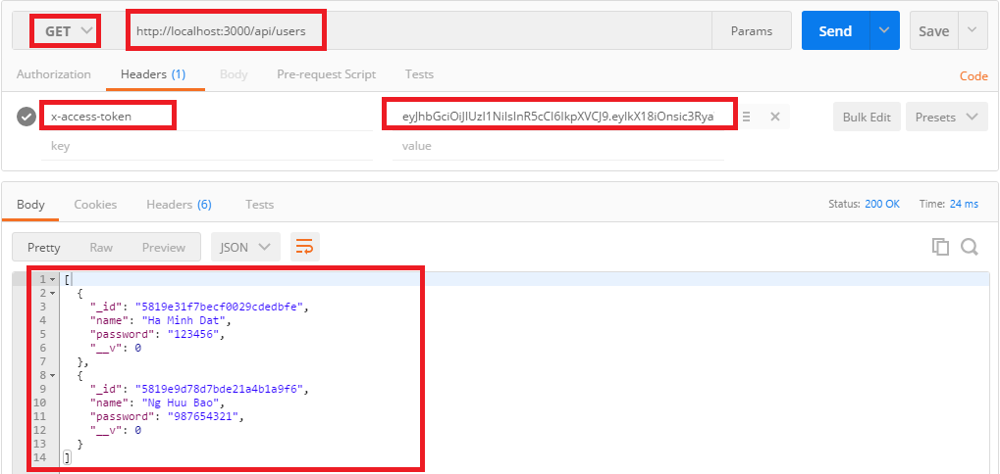 GET http://localhost:3000/api/users Params Send Save
Authorization Headers (1) Body Pre-request Script Tests Code
x-access-token eyJhbGciOiJIUzI1NiIsInR5cCI6IkpXVCJ9.eyIkX18iOnsic3Rya Bulk Edit Presets
key value
Body Cookies Headers (6) Tests Status: 200 OK Time: 24 ms
Pretty Raw Preview JSON
1 [
2 {
3 "_id": "5819e31f7becf0029cdedbfe",
4 "name": "Ha Minh Dat",
5 "password": "123456",
6 "__v": 0
7 },
8 {
9 "_id": "5819e9d78d7bde21a4b1a9f6",
10 "name": "Ng Huu Bao",
11 "password": "987654321",
12 "__v": 0
13 }
14 ]